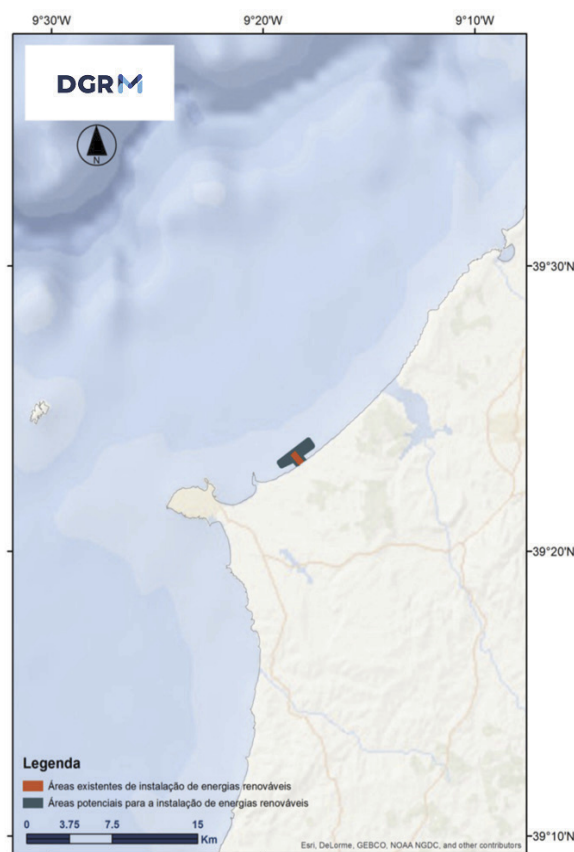 9°30'W 9°20'W 9°10'W
DGRM
N
39°30'N
39°20'N
39°10'N
Legenda
Áreas existentes de instalação de energias renováveis
Áreas potenciais para a instalação de energias renováveis
0 3.75 7.5 15
Km
Esri, DeLorme, GEBCO, NOAA NGDC, and other contributors